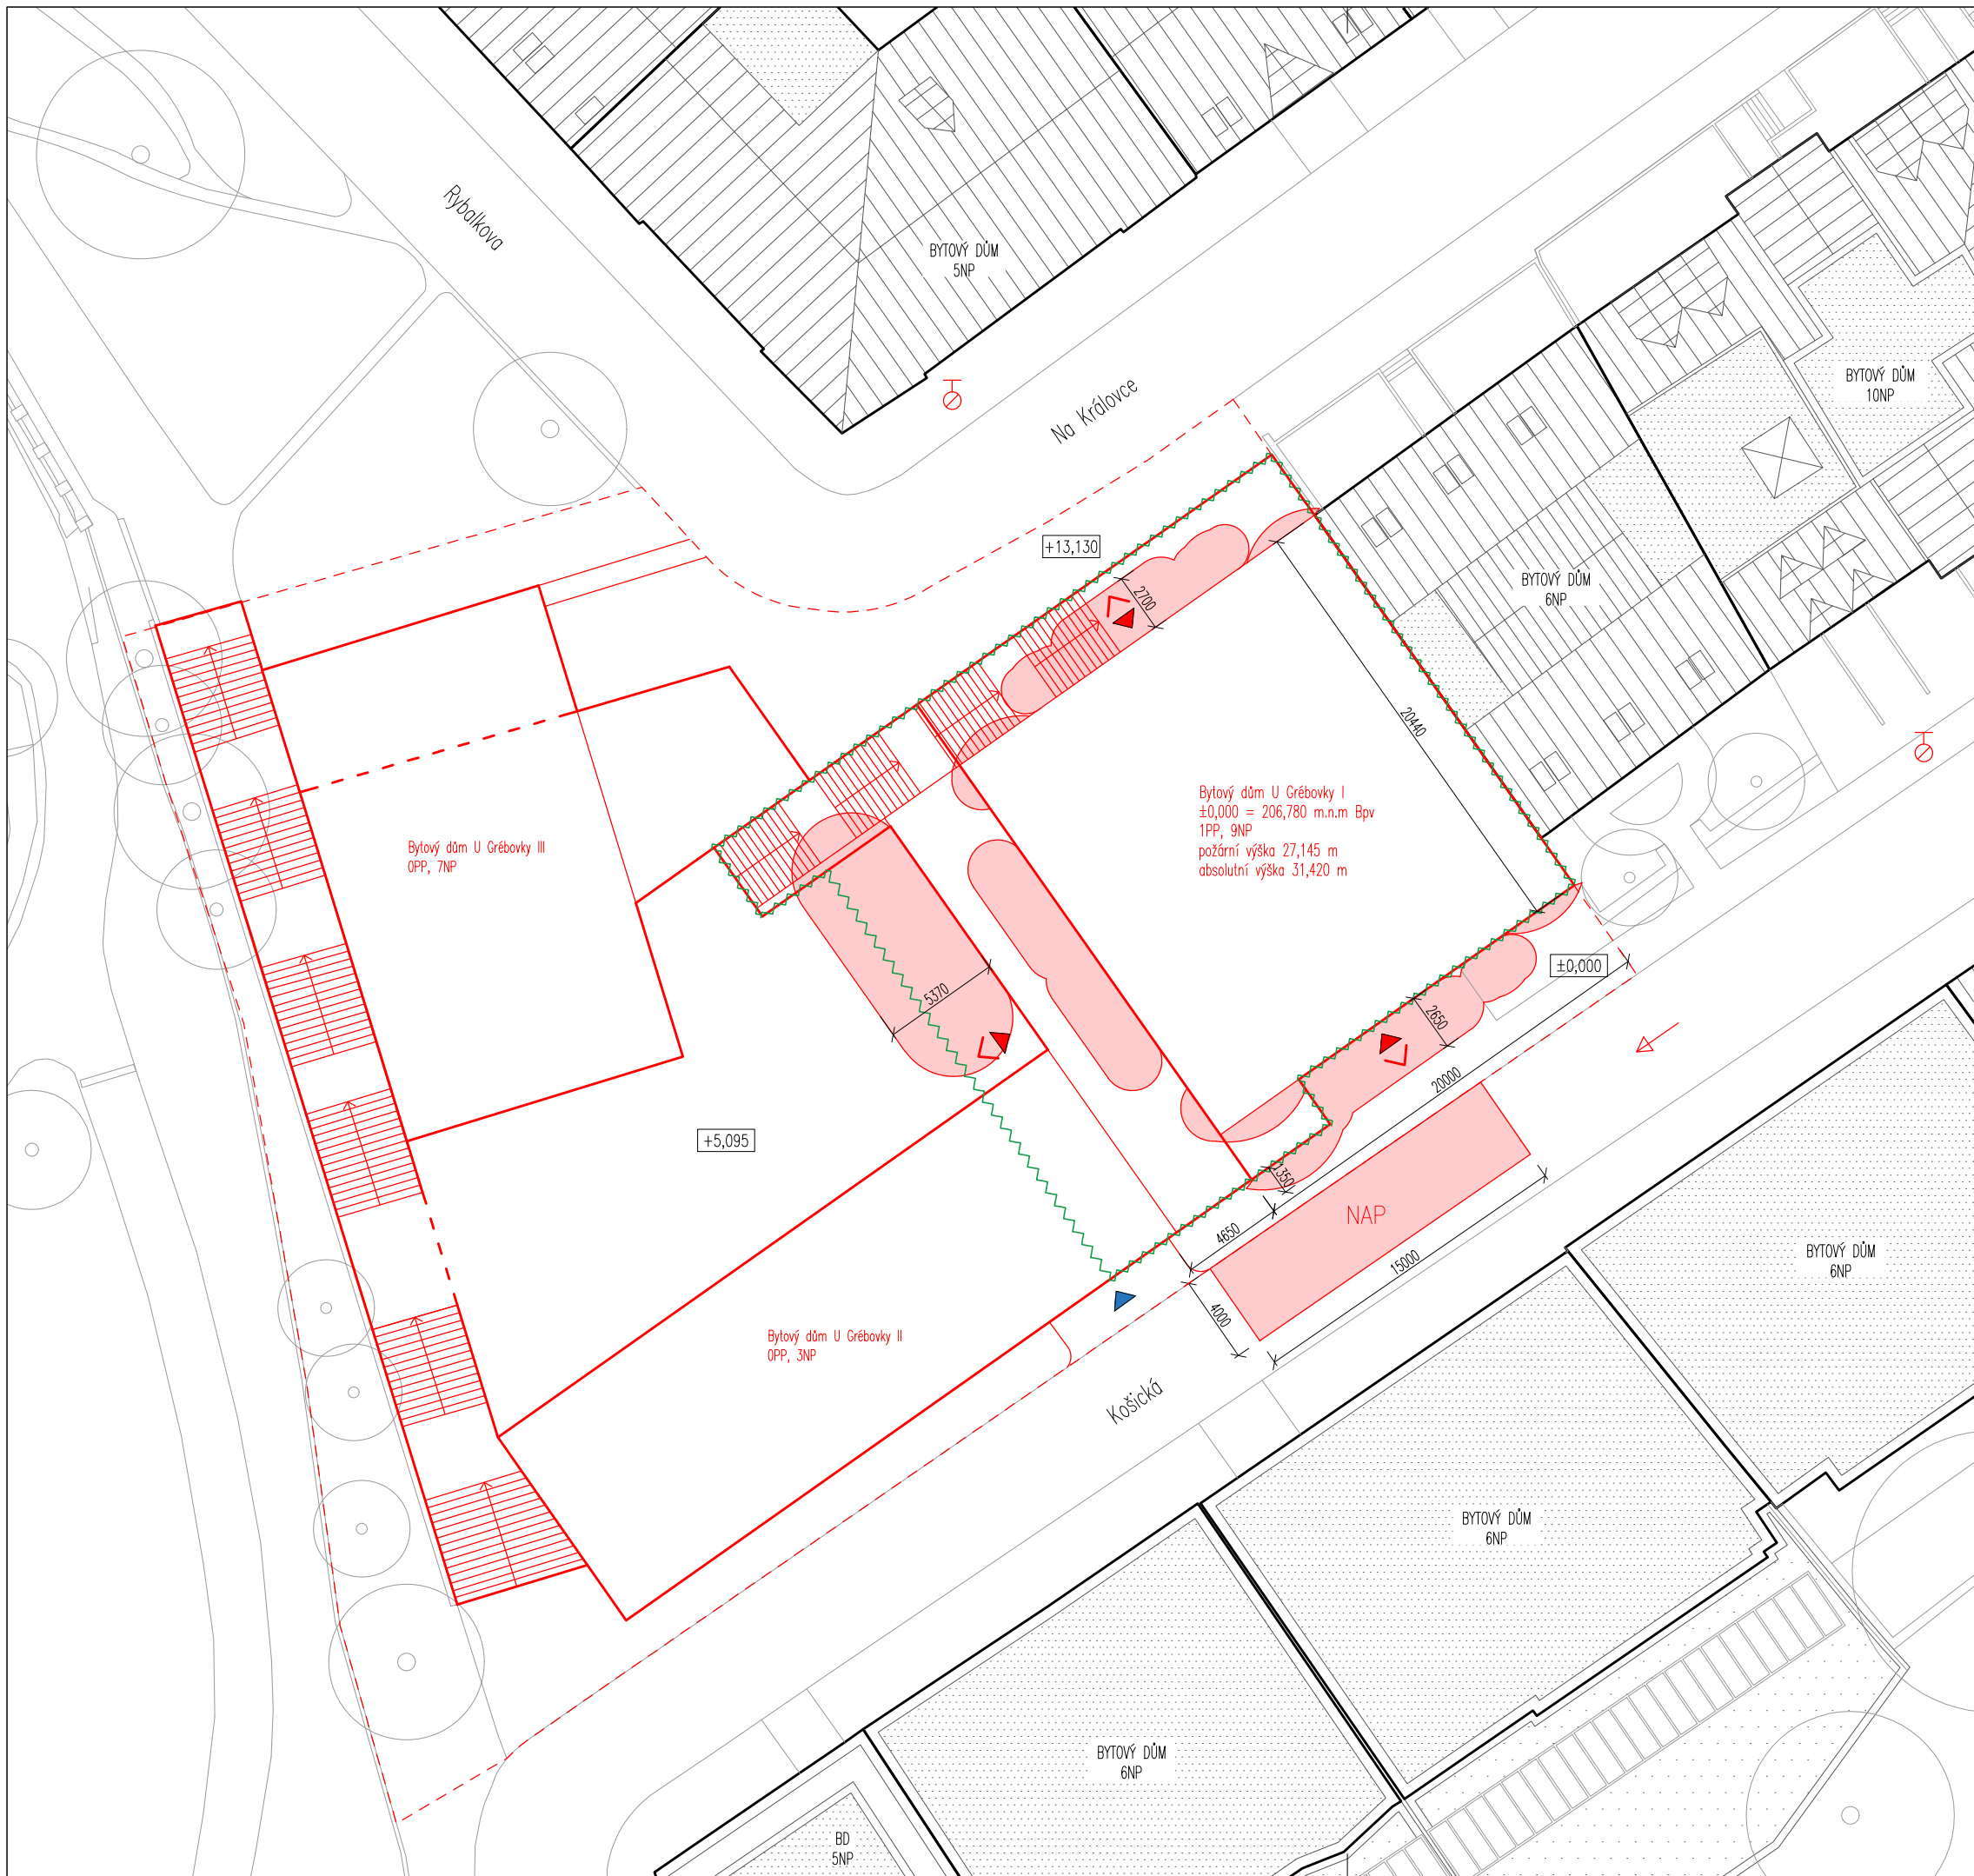 Rybalkova
BYTOVÝ DŮM
5NP
Na Královce
BYTOVÝ DŮM
10NP
+13,130
BYTOVÝ DŮM
6NP
2700
20440
Bytový dům U Grébovky I
±0,000 = 206,780 m.n.m Bpv
1PP, 9NP
požární výška 27,145 m
absolutní výška 31,420 m
Bytový dům U Grébovky III
0PP, 7NP
±0,000
5370
2650
20000
+5,095
1350
NAP
4650
15000
4000
BYTOVÝ DŮM
6NP
Bytový dům U Grébovky II
0PP, 3NP
Košická
BYTOVÝ DŮM
6NP
BYTOVÝ DŮM
6NP
BD
5NP